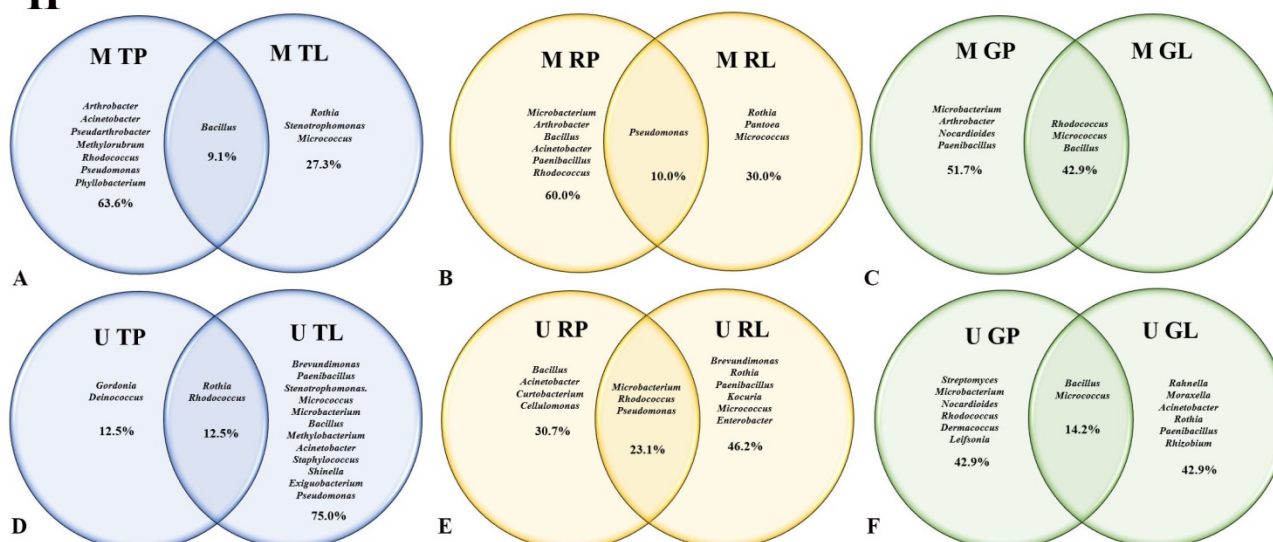 M TP
Arthrobacter
Acinetobacter
Pseudarthrobacter
Methylorubrum
Rhodococcus
Pseudomonas
Phyllobacterium
63.6%
Bacillus
9.1%
M TL
Rothia
Stenotrophomonas
Micrococcus
27.3%
A
M RP
Microbacterium
Arthrobacter
Bacillus
Acinetobacter
Paenibacillus
Rhodococcus
60.0%
Pseudomonas
10.0%
M RL
Rothia
Pantoea
Micrococcus
30.0%
B
M GP
Microbacterium
Arthrobacter
Nocardioides
Paenibacillus
51.7%
Rhodococcus
Micrococcus
Bacillus
42.9%
M GL
C
U TP
Gordonia
Deinococcus
12.5%
Rothia
Rhodococcus
12.5%
U TL
Brevundimonas
Paenibacillus
Stenotrophomonas.
Micrococcus
Microbacterium
Bacillus
Methylobacterium
Acinetobacter
Staphylococcus
Shinella
Exiguobacterium
Pseudomonas
75.0%
D
U RP
Bacillus
Acinetobacter
Curtobacterium
Cellulomonas
30.7%
Microbacterium
Rhodococcus
Pseudomonas
23.1%
U RL
Brevundimonas
Rothia
Paenibacillus
Kocuria
Micrococcus
Enterobacter
46.2%
E
U GP
Streptomyces
Microbacterium
Nocardioides
Rhodococcus
Dermacoccus
Leifsonia
42.9%
Bacillus
Micrococcus
14.2%
U GL
Rahnella
Moraxella
Acinetobacter
Rothia
Paenibacillus
Rhizobium
42.9%
F